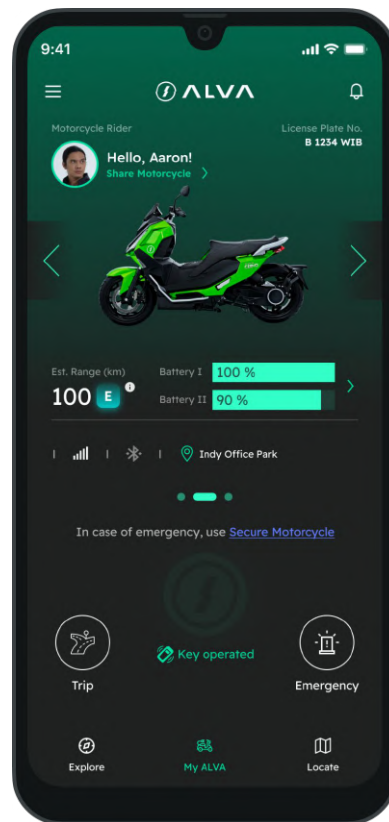 9:41
ALVA
Motorcycle Rider
License Plate No.
B 1234 WIB
Hello, Aaron!
Share Motorcycle
Est. Range (km)
100 E
Battery I 100 %
Battery II 90 %
Indy Office Park
In case of emergency, use Secure Motorcycle
Key operated
Trip
Emergency
Explore
My ALVA
Locate